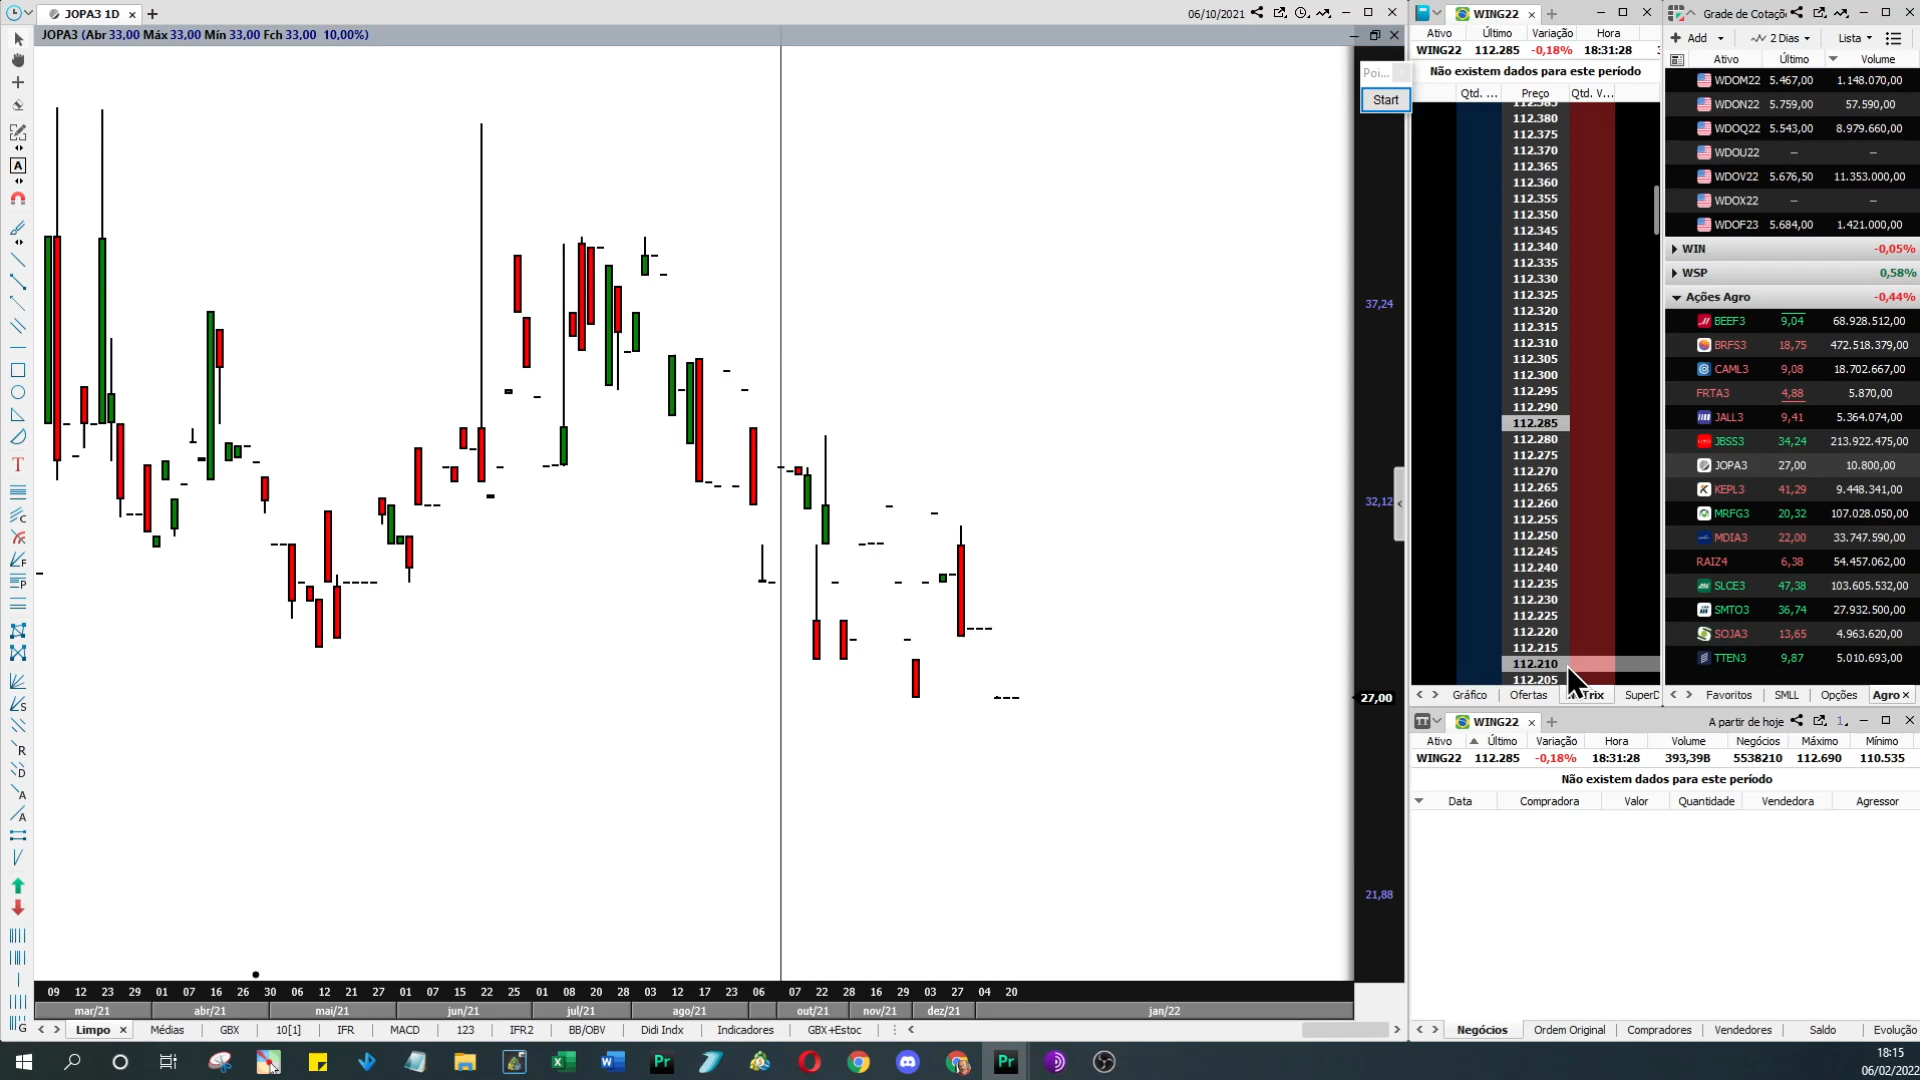 JOPA3 1D
06/10/2021
JOPA3 (Abr 33,00 Máx 33,00 Mín 33,00 Fch 33,00 10,00%)
Poi...
Start
37,24
32,12
27,00
21,88
09 12 23 29 01 07 16 26 30 06 12 21 27 01 07 15 22 25 01 08 20 28 03 12 17 23 06 07 22 28 16 29 03 27 04 20
mar/21 abr/21 mai/21 jun/21 jul/21 ago/21 out/21 nov/21 dez/21 jan/22
Limpo Médias GBX 10[1] IFR MACD 123 IFR2 BB/OBV Didi Indx Indicadores GBX+Estoc
WING22
Ativo Último Variação Hora
WING22 112.285 -0,18% 18:31:28
Não existem dados para este período
Qtd. ... Preço Qtd. V...
112.385
112.380
112.375
112.370
112.365
112.360
112.355
112.350
112.345
112.340
112.335
112.330
112.325
112.320
112.315
112.310
112.305
112.300
112.295
112.290
112.285
112.280
112.275
112.270
112.265
112.260
112.255
112.250
112.245
112.240
112.235
112.230
112.225
112.220
112.215
112.210
112.205
Gráfico Ofertas SuperD
Grade de Cotaçõ
Add 2 Dias Lista
Ativo Último Volume
WDOM22 5.467,00 1.148.070,00
WDON22 5.759,00 57.590,00
WDOQ22 5.543,00 8.979.660,00
WDOU22 – –
WDOV22 5.676,50 11.353.000,00
WDOX22 – –
WDOF23 5.684,00 1.421.000,00
WIN -0,05%
WSP 0,58%
Ações Agro -0,44%
BEEF3 9,04 68.928.512,00
BRFS3 18,75 472.518.379,00
CAML3 9,08 18.702.667,00
FRTA3 4,88 5.870,00
JALL3 9,41 5.364.074,00
JBSS3 34,24 213.922.475,00
JOPA3 27,00 10.800,00
KEPL3 41,29 9.448.341,00
MRFG3 20,32 107.028.050,00
MDIA3 22,00 33.747.590,00
RAIZ4 6,38 54.457.062,00
SLCE3 47,38 103.605.532,00
SMTO3 36,74 27.932.500,00
SOJA3 13,65 4.963.620,00
TTEN3 9,87 5.010.693,00
Favoritos SMLL Opções Agro
WING22 A partir de hoje
Ativo Último Variação Hora Volume Negócios Máximo Mínimo
WING22 112.285 -0,18% 18:31:28 393,39B 5538210 112.690 110.535
Não existem dados para este período
Data Compradora Valor Quantidade Vendedora Agressor
Negócios Ordem Original Compradores Vendedores Saldo Evolução
18:15
06/02/2022